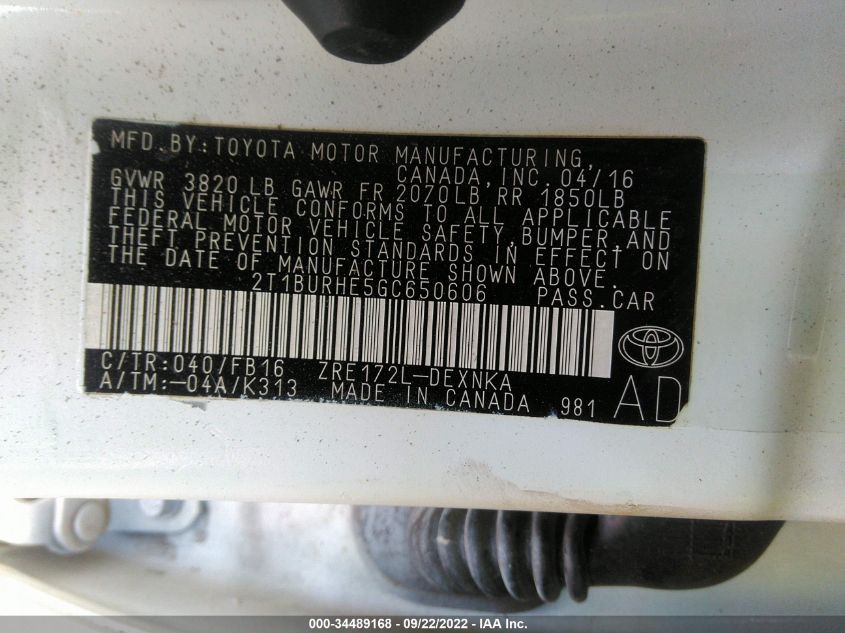 MFD.BY:TOYOTA MOTOR MANUFACTURING,
CANADA, INC. 04/16
GVWR 3820 LB GAWR FR 2070LB RR 1850LB
THIS VEHICLE CONFORMS TO ALL APPLICABLE
FEDERAL MOTOR VEHICLE SAFETY,BUMPER,AND
THEFT PREVENTION STANDARDS IN EFFECT ON
THE DATE OF MANUFACTURE SHOWN ABOVE.
2T1BURHE5GC650606 PASS.CAR
C/TR:040/FB16 ZRE172L-DEXNKA
A/TM:-04A/K313 MADE IN CANADA 981 AD
000-34489168 - 09/22/2022 - IAA Inc.